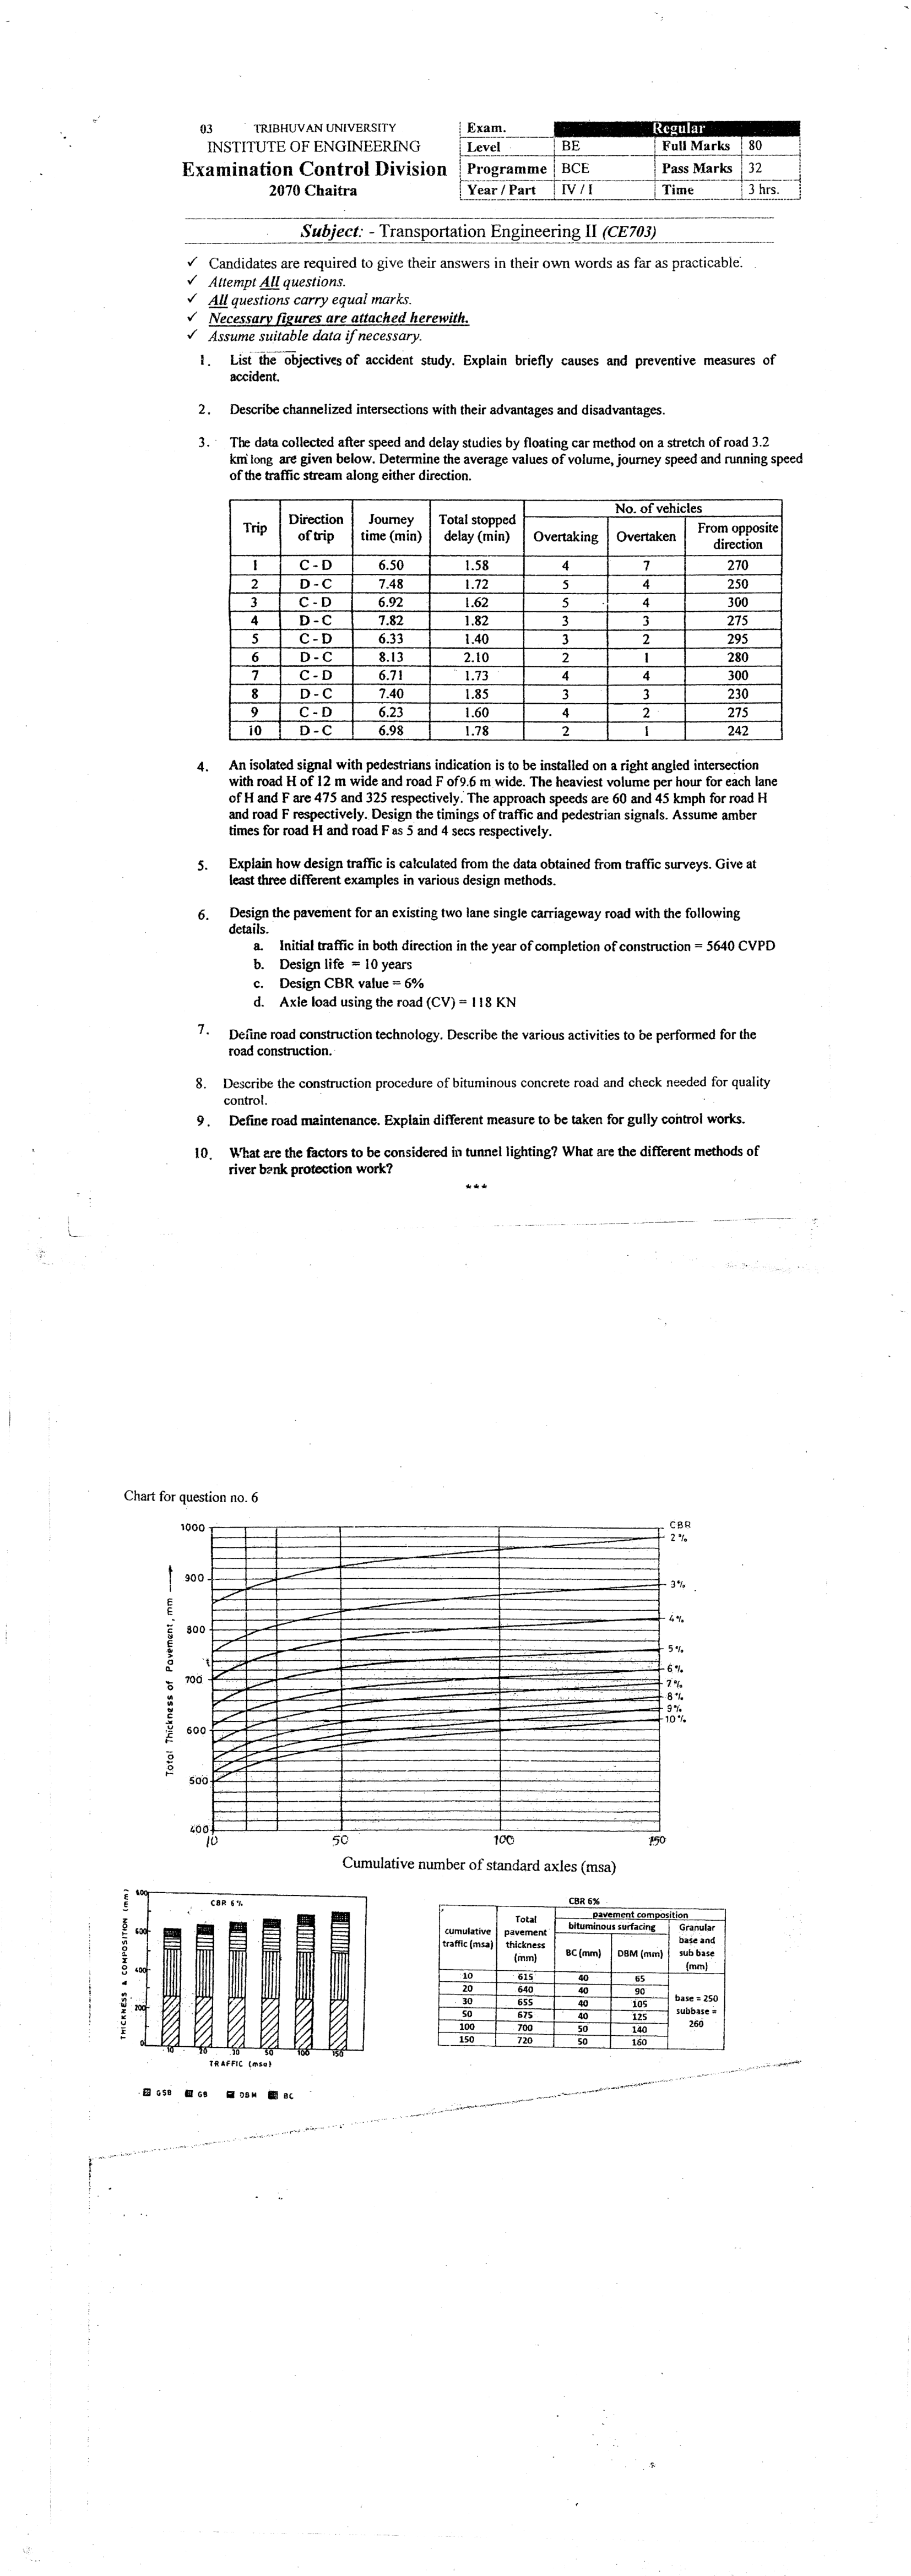 03 TRIBHUVAN UNIVERSITY
INSTITUTE OF ENGINEERING
Examination Control Division
2070 Chaitra
Exam. Regular
Level BE Full Marks 80
Programme BCE Pass Marks 32
Year / Part IV / I Time 3 hrs.
Subject: - Transportation Engineering II (CE703)
✓ Candidates are required to give their answers in their own words as far as practicable.
✓ Attempt All questions.
✓ All questions carry equal marks.
✓ Necessary figures are attached herewith.
✓ Assume suitable data if necessary.
1. List the objectives of accident study. Explain briefly causes and preventive measures of
accident.
2. Describe channelized intersections with their advantages and disadvantages.
3. The data collected after speed and delay studies by floating car method on a stretch of road 3.2
km long are given below. Determine the average values of volume, journey speed and running speed
of the traffic stream along either direction.
Trip Direction of trip Journey time (min) Total stopped delay (min) No. of vehicles
Overtaking Overtaken From opposite direction
1 C - D 6.50 1.58 4 7 270
2 D - C 7.48 1.72 5 4 250
3 C - D 6.92 1.62 5 4 300
4 D - C 7.82 1.82 3 3 275
5 C - D 6.33 1.40 3 2 295
6 D - C 8.13 2.10 2 1 280
7 C - D 6.71 1.73 4 4 300
8 D - C 7.40 1.85 3 3 230
9 C - D 6.23 1.60 4 2 275
10 D - C 6.98 1.78 2 1 242
4. An isolated signal with pedestrians indication is to be installed on a right angled intersection
with road H of 12 m wide and road F of9.6 m wide. The heaviest volume per hour for each lane
of H and F are 475 and 325 respectively. The approach speeds are 60 and 45 kmph for road H
and road F respectively. Design the timings of traffic and pedestrian signals. Assume amber
times for road H and road F as 5 and 4 secs respectively.
5. Explain how design traffic is calculated from the data obtained from traffic surveys. Give at
least three different examples in various design methods.
6. Design the pavement for an existing two lane single carriageway road with the following
details.
a. Initial traffic in both direction in the year of completion of construction = 5640 CVPD
b. Design life = 10 years
c. Design CBR value = 6%
d. Axle load using the road (CV) = 118 KN
7. Define road construction technology. Describe the various activities to be performed for the
road construction.
8. Describe the construction procedure of bituminous concrete road and check needed for quality
control.
9. Define road maintenance. Explain different measure to be taken for gully control works.
10. What are the factors to be considered in tunnel lighting? What are the different methods of
river bank protection work?
***
Chart for question no. 6
Total Thickness of Pavement, mm
1000
900
800
700
600
500
400
10 50 100 150
CBR
2%
3%
4%
5%
6%
7%
8%
9%
10%
Cumulative number of standard axles (msa)
THICKNESS & COMPOSITION (mm)
CBR 6%
600
400
200
0
10 20 30 50 100 150
TRAFFIC (msa)
GSB GB DBM BC
CBR 6%
cumulative traffic (msa) Total pavement thickness (mm) pavement composition
bituminous surfacing Granular base and sub base (mm)
BC (mm) DBM (mm)
10 615 40 65
20 640 40 90
30 655 40 105
50 675 40 125
100 700 50 140
150 720 50 160
base = 250
subbase =
260